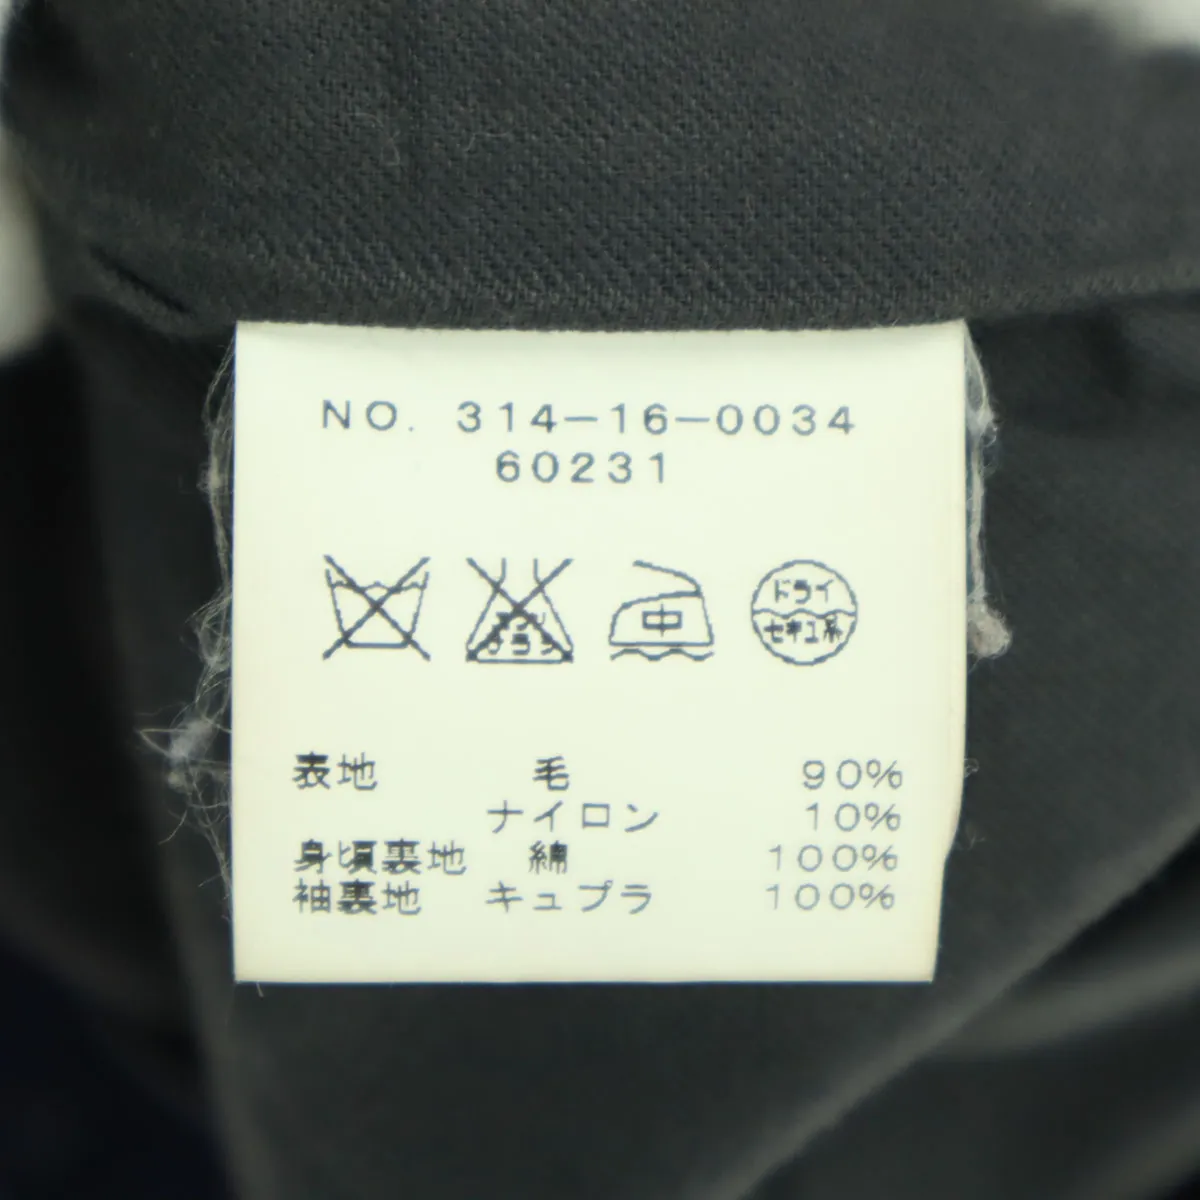 NO. 314-16-0034
60231
中
ドライ
セキユ系
表地 毛 90%
ナイロン 10%
身頃裏地 綿 100%
袖裏地 キュプラ 100%